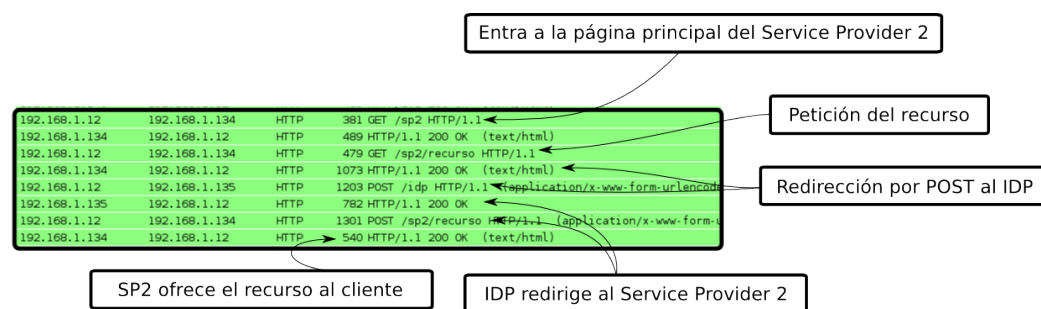 Entra a la página principal del Service Provider 2
192.168.1.12 192.168.1.134 HTTP 381 GET /sp2 HTTP/1.1
Petición del recurso
192.168.1.134 192.168.1.12 HTTP 489 HTTP/1.1 200 OK (text/html)
192.168.1.12 192.168.1.134 HTTP 479 GET /sp2/recurso HTTP/1.1
192.168.1.134 192.168.1.12 HTTP 1073 HTTP/1.1 200 OK (text/html)
192.168.1.12 192.168.1.135 HTTP 1203 POST /idp HTTP/1.1 (application/x-www-form-urlencode
Redirección por POST al IDP
192.168.1.135 192.168.1.12 HTTP 782 HTTP/1.1 200 OK
192.168.1.12 192.168.1.134 HTTP 1301 POST /sp2/recurso HTTP/1.1 (application/x-www-form-u
192.168.1.134 192.168.1.12 HTTP 540 HTTP/1.1 200 OK (text/html)
SP2 ofrece el recurso al cliente
IDP redirige al Service Provider 2